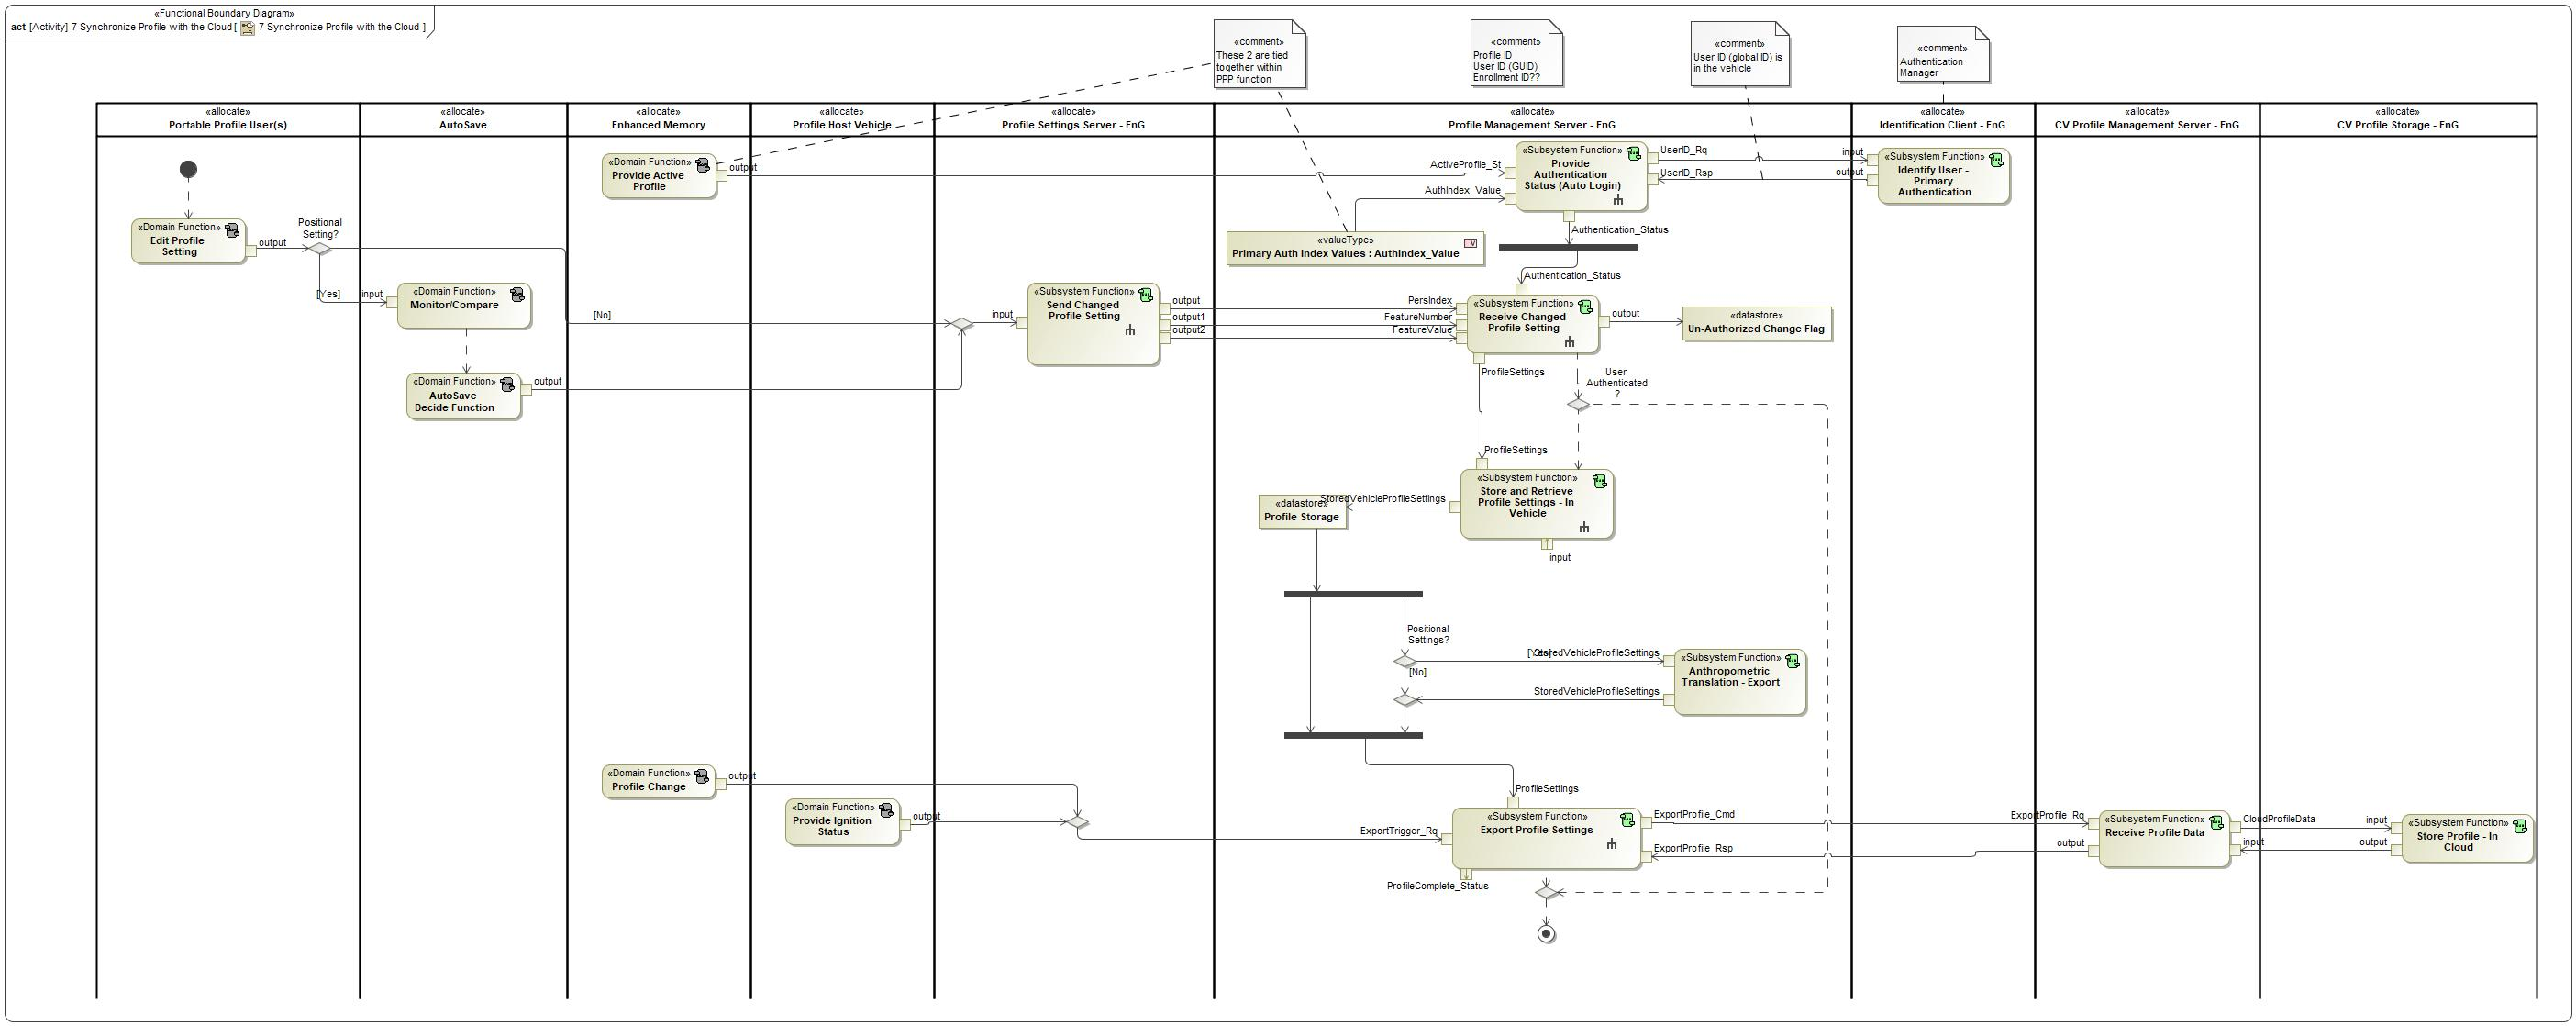 «Functional Boundary Diagram»
act [Activity] 7 Synchronize Profile with the Cloud [ 7 Synchronize Profile with the Cloud ]
«comment»
These 2 are tied
together within
PPP function
«comment»
Profile ID
User ID (GUID)
Enrollment ID??
«comment»
User ID (global ID) is
in the vehicle
«comment»
Authentication
Manager
«allocate»
Portable Profile User(s)
«allocate»
AutoSave
«allocate»
Enhanced Memory
«allocate»
Profile Host Vehicle
«allocate»
Profile Settings Server - FnG
«allocate»
Profile Management Server - FnG
«allocate»
Identification Client - FnG
«allocate»
CV Profile Management Server - FnG
«allocate»
CV Profile Storage - FnG
«Domain Function»
Provide Active
Profile
output
ActiveProfile_St
AuthIndex_Value
«Subsystem Function»
Provide
Authentication
Status (Auto Login)
UserID_Rq
UserID_Rsp
input
output
«Subsystem Function»
Identify User -
Primary
Authentication
Authentication_Status
«valueType»
Primary Auth Index Values : AuthIndex_Value
«Domain Function»
Edit Profile
Setting
output
Positional
Setting?
[Yes]
input
«Domain Function»
Monitor/Compare
[No]
«Domain Function»
AutoSave
Decide Function
output
input
«Subsystem Function»
Send Changed
Profile Setting
output
output1
output2
PersIndex
FeatureNumber
FeatureValue
Authentication_Status
«Subsystem Function»
Receive Changed
Profile Setting
output
«datastore»
Un-Authorized Change Flag
ProfileSettings
User
Authenticated
?
ProfileSettings
«Subsystem Function»
Store and Retrieve
Profile Settings - In
Vehicle
input
StoredVehicleProfileSettings
«datastore»
Profile Storage
Positional
Settings?
[Yes]
StoredVehicleProfileSettings
[No]
StoredVehicleProfileSettings
«Subsystem Function»
Anthropometric
Translation - Export
«Domain Function»
Profile Change
output
«Domain Function»
Provide Ignition
Status
output
ProfileSettings
ExportTrigger_Rq
«Subsystem Function»
Export Profile Settings
ExportProfile_Cmd
ExportProfile_Rsp
ProfileComplete_Status
ExportProfile_Rq
output
«Subsystem Function»
Receive Profile Data
CloudProfileData
input
input
output
«Subsystem Function»
Store Profile - In
Cloud